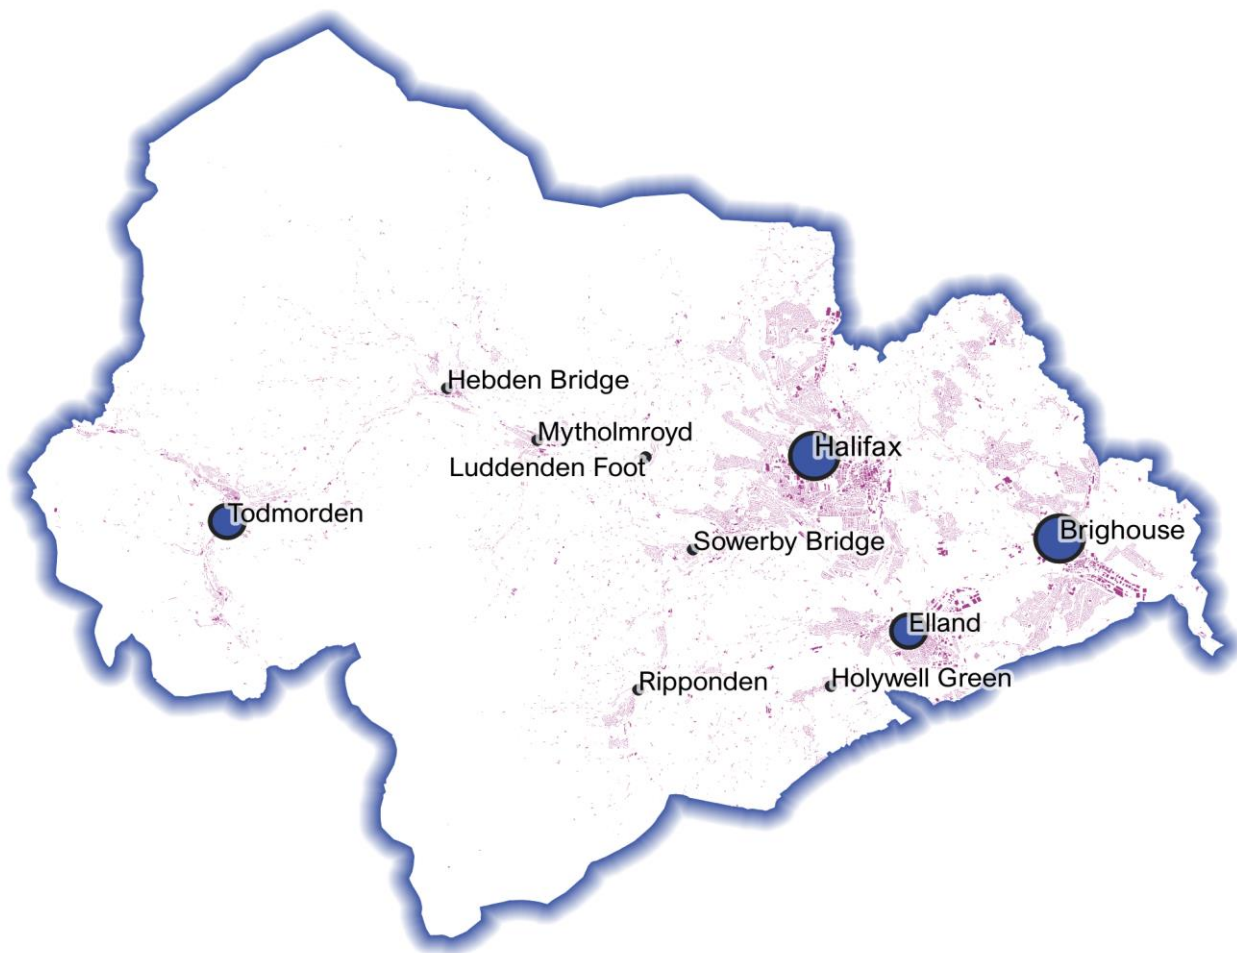 Hebden Bridge
Mytholmroyd
Halifax
Luddenden Foot
Todmorden
Brighouse
Sowerby Bridge
Elland
Ripponden
Holywell Green